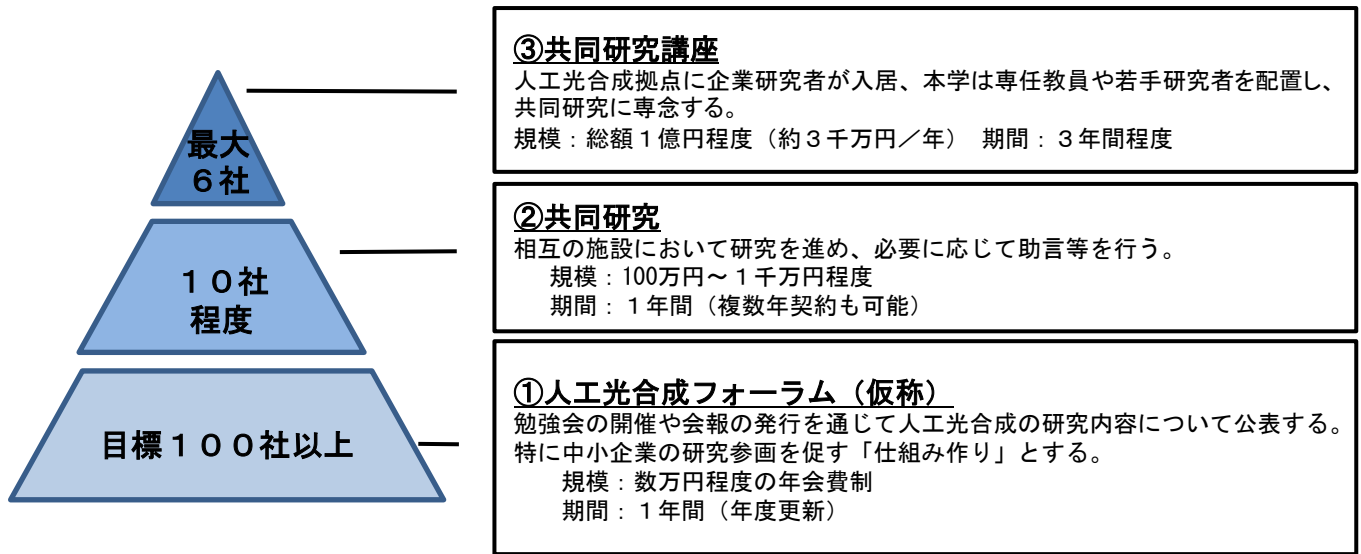 最大
６社
１０社
程度
目標１００社以上
③共同研究講座
人工光合成拠点に企業研究者が入居、本学は専任教員や若手研究者を配置し、
共同研究に専念する。
規模：総額１億円程度（約３千万円／年）　期間：３年間程度
②共同研究
相互の施設において研究を進め、必要に応じて助言等を行う。
規模：100万円～１千万円程度
期間：１年間（複数年契約も可能）
①人工光合成フォーラム（仮称）
勉強会の開催や会報の発行を通じて人工光合成の研究内容について公表する。
特に中小企業の研究参画を促す「仕組み作り」とする。
規模：数万円程度の年会費制
期間：１年間（年度更新）